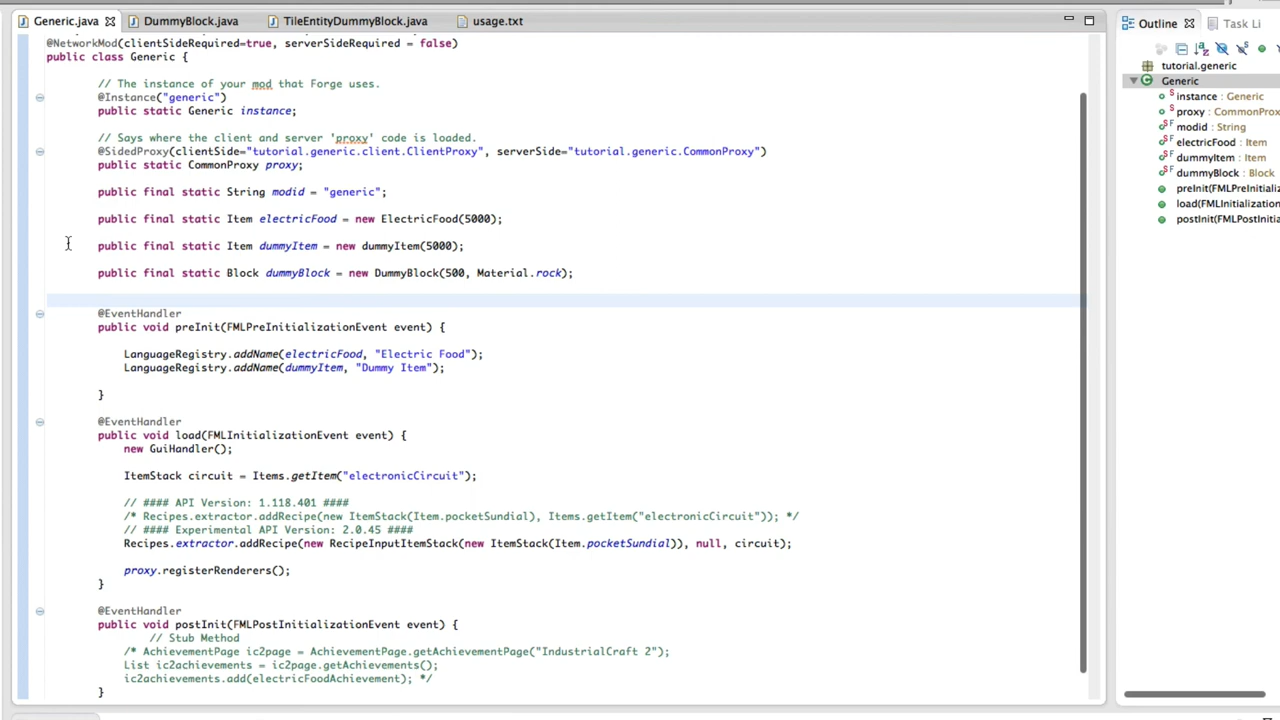 Generic.java DummyBlock.java TileEntityDummyBlock.java usage.txt
@NetworkMod(clientSideRequired=true, serverSideRequired = false)
public class Generic {
// The instance of your mod that Forge uses.
@Instance("generic")
public static Generic instance;
// Says where the client and server 'proxy' code is loaded.
@SidedProxy(clientSide="tutorial.generic.client.ClientProxy", serverSide="tutorial.generic.CommonProxy")
public static CommonProxy proxy;
public final static String modid = "generic";
public final static Item electricFood = new ElectricFood(5000);
public final static Item dummyItem = new dummyItem(5000);
public final static Block dummyBlock = new DummyBlock(500, Material.rock);
@EventHandler
public void preInit(FMLPreInitializationEvent event) {
LanguageRegistry.addName(electricFood, "Electric Food");
LanguageRegistry.addName(dummyItem, "Dummy Item");
}
@EventHandler
public void load(FMLInitializationEvent event) {
new GuiHandler();
ItemStack circuit = Items.getItem("electronicCircuit");
// #### API Version: 1.118.401 ####
/* Recipes.extractor.addRecipe(new ItemStack(Item.pocketSundial), Items.getItem("electronicCircuit")); */
// #### Experimental API Version: 2.0.45 ####
Recipes.extractor.addRecipe(new RecipeInputItemStack(new ItemStack(Item.pocketSundial)), null, circuit);
proxy.registerRenderers();
}
@EventHandler
public void postInit(FMLPostInitializationEvent event) {
// Stub Method
/* AchievementPage ic2page = AchievementPage.getAchievementPage("IndustrialCraft 2");
List ic2achievements = ic2page.getAchievements();
ic2achievements.add(electricFoodAchievement); */
}
Outline Task Li
tutorial.generic
Generic
instance : Generic
proxy : CommonProx
modid : String
electricFood : Item
dummyItem : Item
dummyBlock : Block
preInit(FMLPreInitializ
load(FMLInitialization
postInit(FMLPostInitia